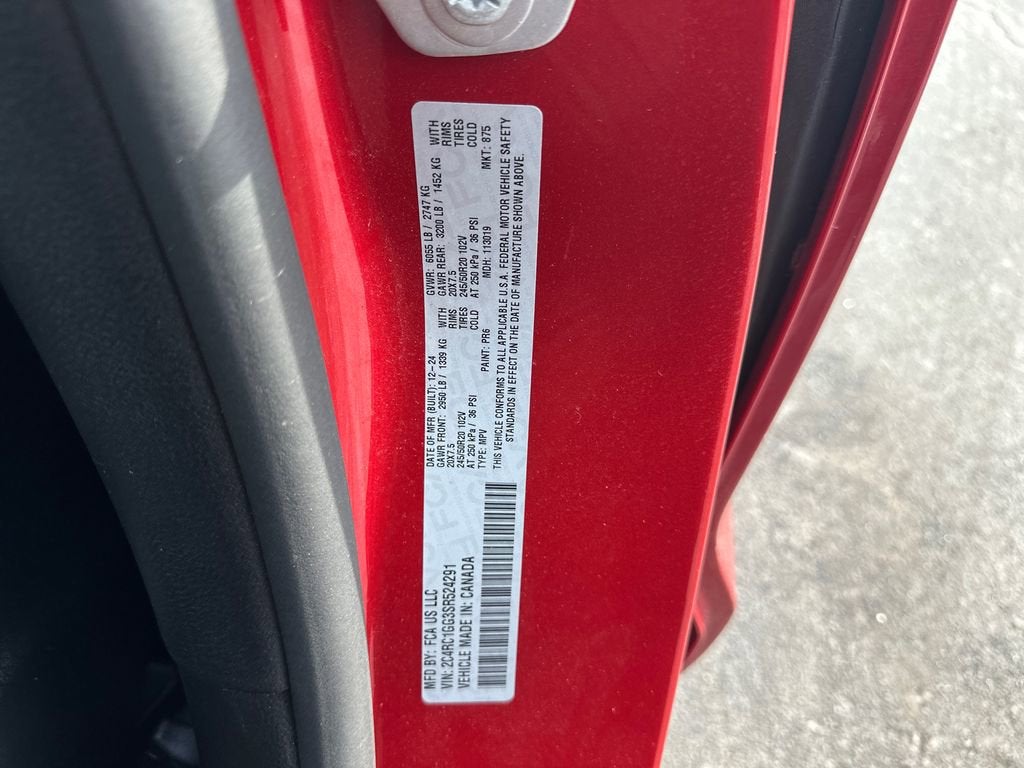 MFD BY: FCA US LLC
VIN: 2C4RC1GG3SR524291
VEHICLE MADE IN: CANADA
DATE OF MFR (BUILT): 12-24 GVWR: 6055 LB / 2747 KG
GAWR FRONT: 2950 LB / 1339 KG WITH GAWR REAR: 3200 LB / 1452 KG WITH
20X7.5 RIMS 20X7.5 RIMS
245/50R20 102V TIRES 245/50R20 102V TIRES
AT 250 kPa / 36 PSI COLD AT 250 kPa / 36 PSI COLD
TYPE: MPV PAINT: PR6 MDH: 113019 MKT: 875
THIS VEHICLE CONFORMS TO ALL APPLICABLE U.S.A. FEDERAL MOTOR VEHICLE SAFETY
STANDARDS IN EFFECT ON THE DATE OF MANUFACTURE SHOWN ABOVE.